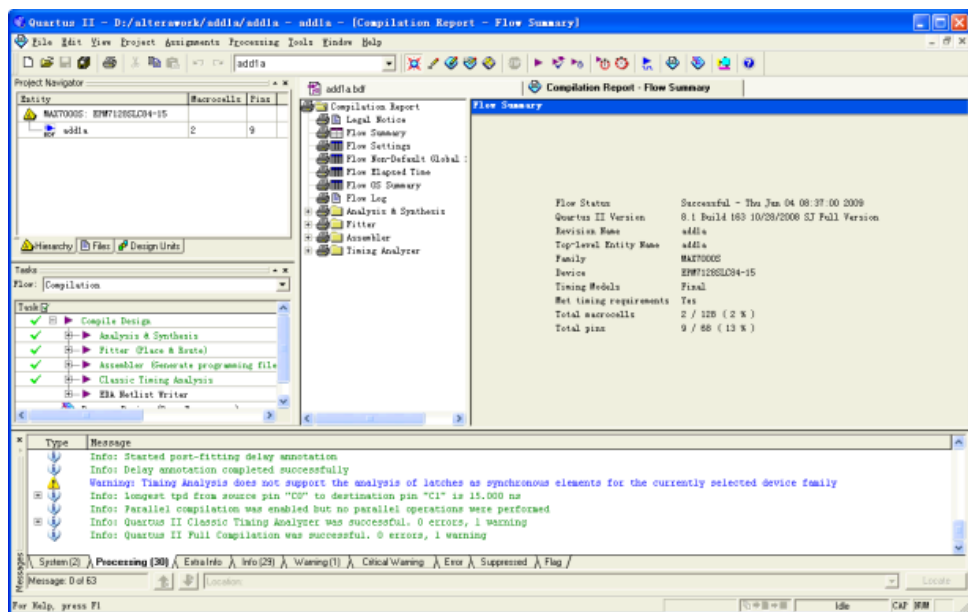 Quartus II - D:/alterawork/add1a/add1a - add1a - [Compilation Report - Flow Summary]
File Edit View Project Assignments Processing Tools Window Help
add1a
Project Navigator
Entity Macrocells Pins
MAX7000S: EPM7128SLC84-15
add1a 2 9
Hierarchy Files Design Units
Tasks
Flow: Compilation
Task
Compile Design
Analysis & Synthesis
Fitter (Place & Route)
Assembler (Generate programming file
Classic Timing Analysis
EDA Netlist Writer
add1a.bdf
Compilation Report - Flow Summary
Compilation Report
Legal Notice
Flow Summary
Flow Settings
Flow Non-Default Global
Flow Elapsed Time
Flow OS Summary
Flow Log
Analysis & Synthesis
Fitter
Assembler
Timing Analyzer
Flow Summary
Flow Status Successful - Thu Jan 04 08:37:00 2009
Quartus II Version 8.1 Build 163 10/28/2008 SJ Full Version
Revision Name add1a
Top-level Entity Name add1a
Family MAX7000S
Device EPM7128SLC84-15
Timing Models Final
Met timing requirements Yes
Total macrocells 2 / 128 ( 2 % )
Total pins 9 / 68 ( 13 % )
Type Message
Info: Started post-fitting delay annotation
Info: Delay annotation completed successfully
Warning: Timing Analysis does not support the analysis of latches as synchronous elements for the currently selected device family
Info: Longest tpd from source pin "C0" to destination pin "C1" is 15.000 ns
Info: Parallel compilation was enabled but no parallel operations were performed
Info: Quartus II Classic Timing Analyzer was successful. 0 errors, 1 warning
Info: Quartus II Full Compilation was successful. 0 errors, 1 warning
System (2) Processing (30) Extra Info Info (29) Warning (1) Critical Warning Error Suppressed Flag
Messages
Message: 0 of 63 Location: Locate
For Help, press F1 Idle CAP NUM